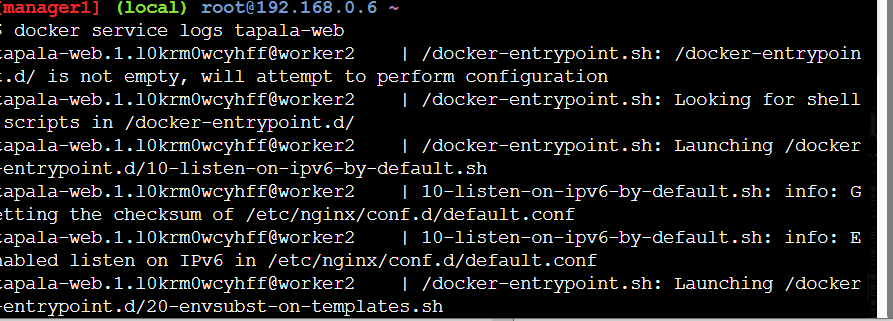 [manager1] (local) root@192.168.0.6 ~
$ docker service logs tapala-web
tapala-web.1.l0krm0wcyhff@worker2    | /docker-entrypoint.sh: /docker-entrypoin
t.d/ is not empty, will attempt to perform configuration
tapala-web.1.l0krm0wcyhff@worker2    | /docker-entrypoint.sh: Looking for shell
scripts in /docker-entrypoint.d/
tapala-web.1.l0krm0wcyhff@worker2    | /docker-entrypoint.sh: Launching /docker
-entrypoint.d/10-listen-on-ipv6-by-default.sh
tapala-web.1.l0krm0wcyhff@worker2    | 10-listen-on-ipv6-by-default.sh: info: G
etting the checksum of /etc/nginx/conf.d/default.conf
tapala-web.1.l0krm0wcyhff@worker2    | 10-listen-on-ipv6-by-default.sh: info: E
nabled listen on IPv6 in /etc/nginx/conf.d/default.conf
tapala-web.1.l0krm0wcyhff@worker2    | /docker-entrypoint.sh: Launching /docker
-entrypoint.d/20-envsubst-on-templates.sh